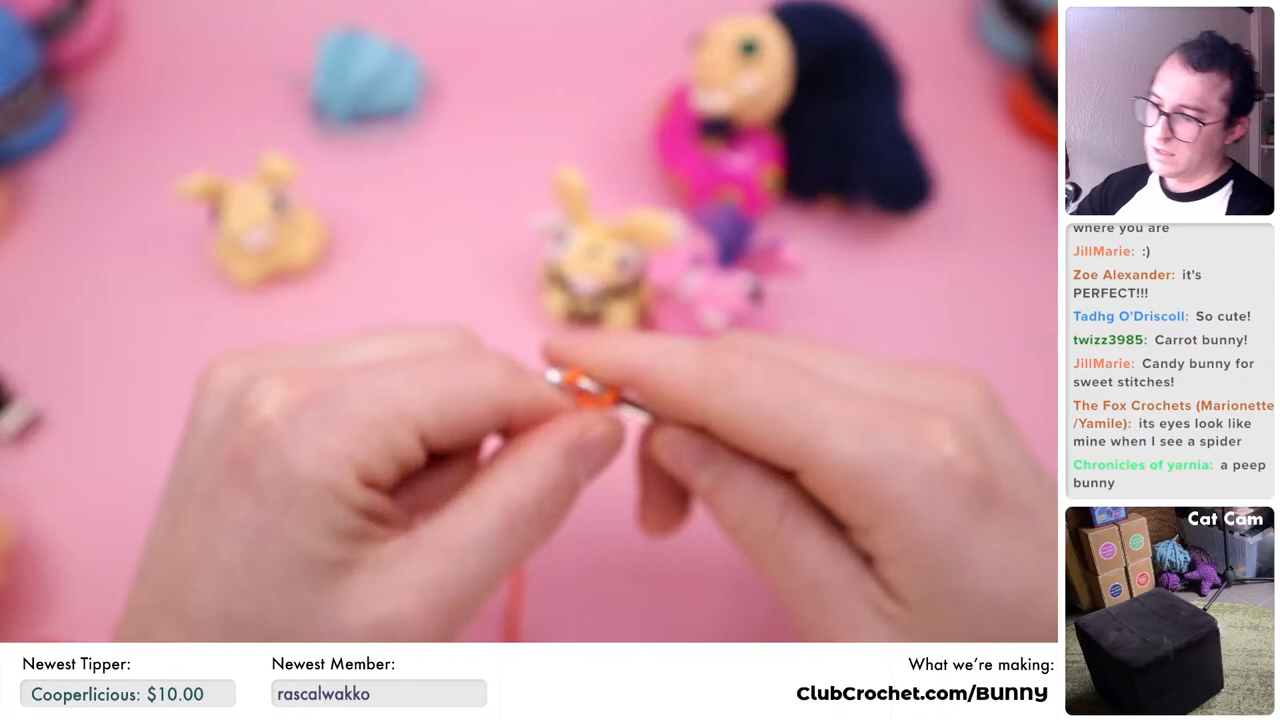 where you are
JillMarie: :)
Zoe Alexander: it's
PERFECT!!!
Tadhg O'Driscoll: So cute!
twizz3985: Carrot bunny!
JillMarie: Candy bunny for
sweet stitches!
The Fox Crochets (Marionette
/Yamile): its eyes look like
mine when I see a spider
Chronicles of yarnia: a peep
bunny
Cat Cam
Newest Tipper:
Cooperlicious: $10.00
Newest Member:
rascalwakko
What we're making:
ClubCrochet.com/BUNNY